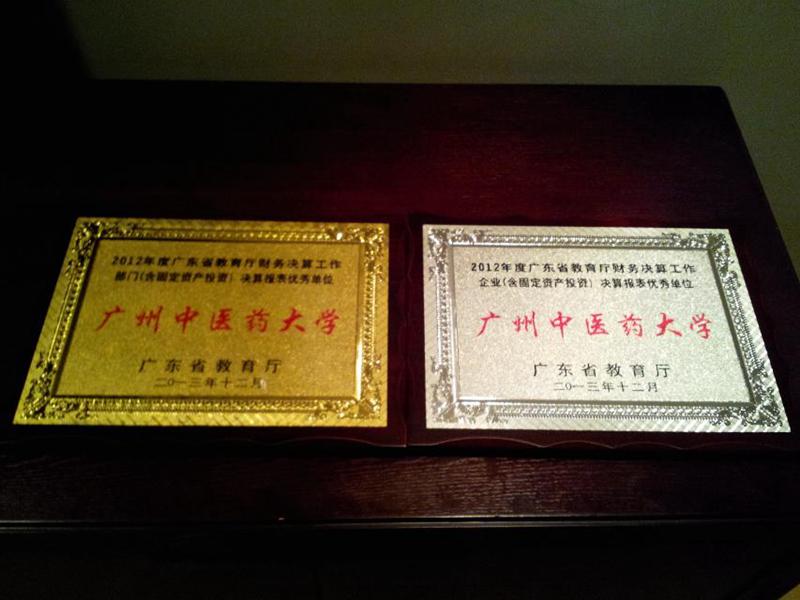 2012年度广东省教育厅财务决算工作
部门(含固定资产投资)决算报表优秀单位
广州中医药大学
广东省教育厅
二〇一三年十二月
2012年度广东省教育厅财务决算工作
企业(含固定资产投资)决算报表优秀单位
广州中医药大学
广东省教育厅
二〇一三年十二月